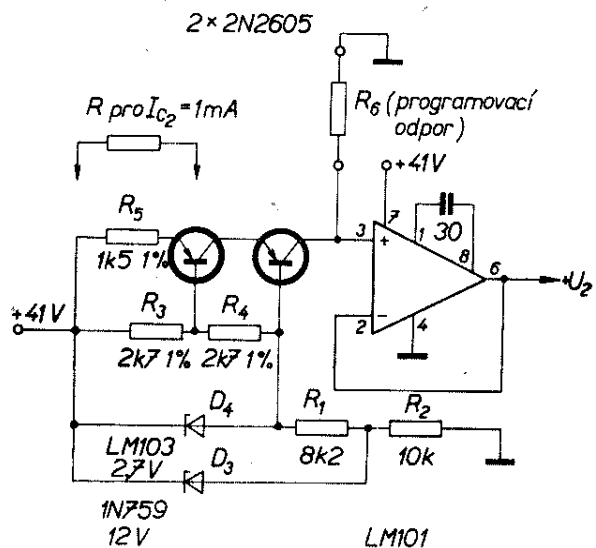 2 × 2N2605
R pro I_C2 = 1mA
R6 (programovací
odpor)
+41V
R5
1k5 1%
3
+
7
1
30
8
6
+U2
R3
R4
+41V
2k7 1%
2k7 1%
2
−
4
D4
R1
R2
LM103
2,7V
D3
8k2
10k
1N759
12V
LM101